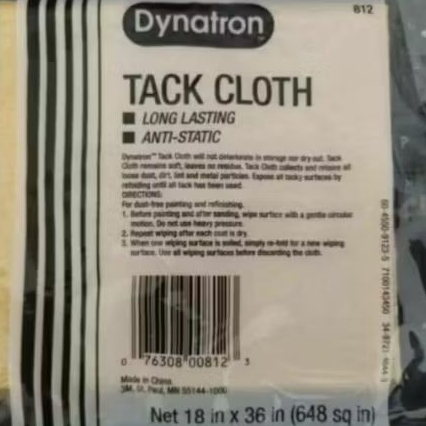 812
Dynatron
TACK CLOTH
■ LONG LASTING
■ ANTI-STATIC
Dynatron™ Tack Cloth will not deteriorate in storage nor dry out. Tack
Cloth remains soft, leaves no residue. Tack Cloth collects and retains all
loose dust, dirt, lint and metal particles. Expose all tacky surfaces by
refolding until all tack has been used.
DIRECTIONS:
For dust-free painting and refinishing.
1. Before painting and after sanding, wipe surface with a gentle circular
motion. Do not use heavy pressure.
2. Repeat wiping after each coat is dry.
3. When one wiping surface is soiled, simply re-fold for a new wiping
surface. Use all wiping surfaces before discarding the cloth.
60-4550-9123-5 7100143450
0 76308 00812 3
Made in China
3M, St. Paul, MN 55144-1000
Net 18 in x 36 in (648 sq in)